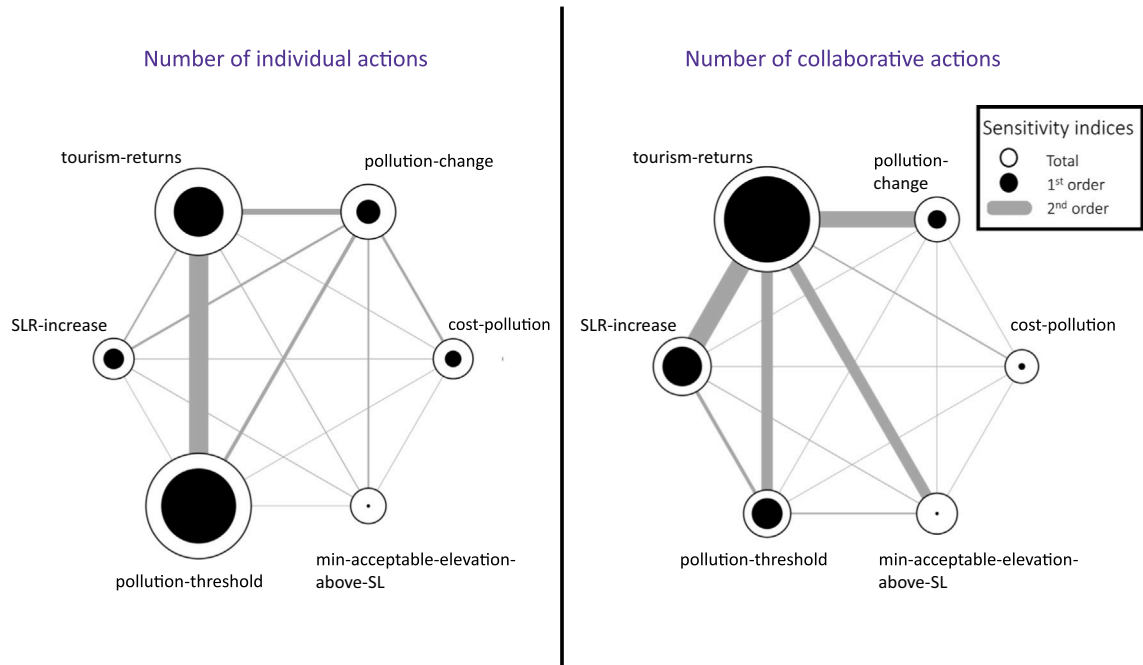 Number of individual actions
tourism-returns
pollution-change
SLR-increase
cost-pollution
pollution-threshold
min-acceptable-elevation-
above-SL
Number of collaborative actions
Sensitivity indices
Total
1st order
2nd order
tourism-returns
pollution-
change
SLR-increase
cost-pollution
pollution-threshold
min-acceptable-elevation-
above-SL